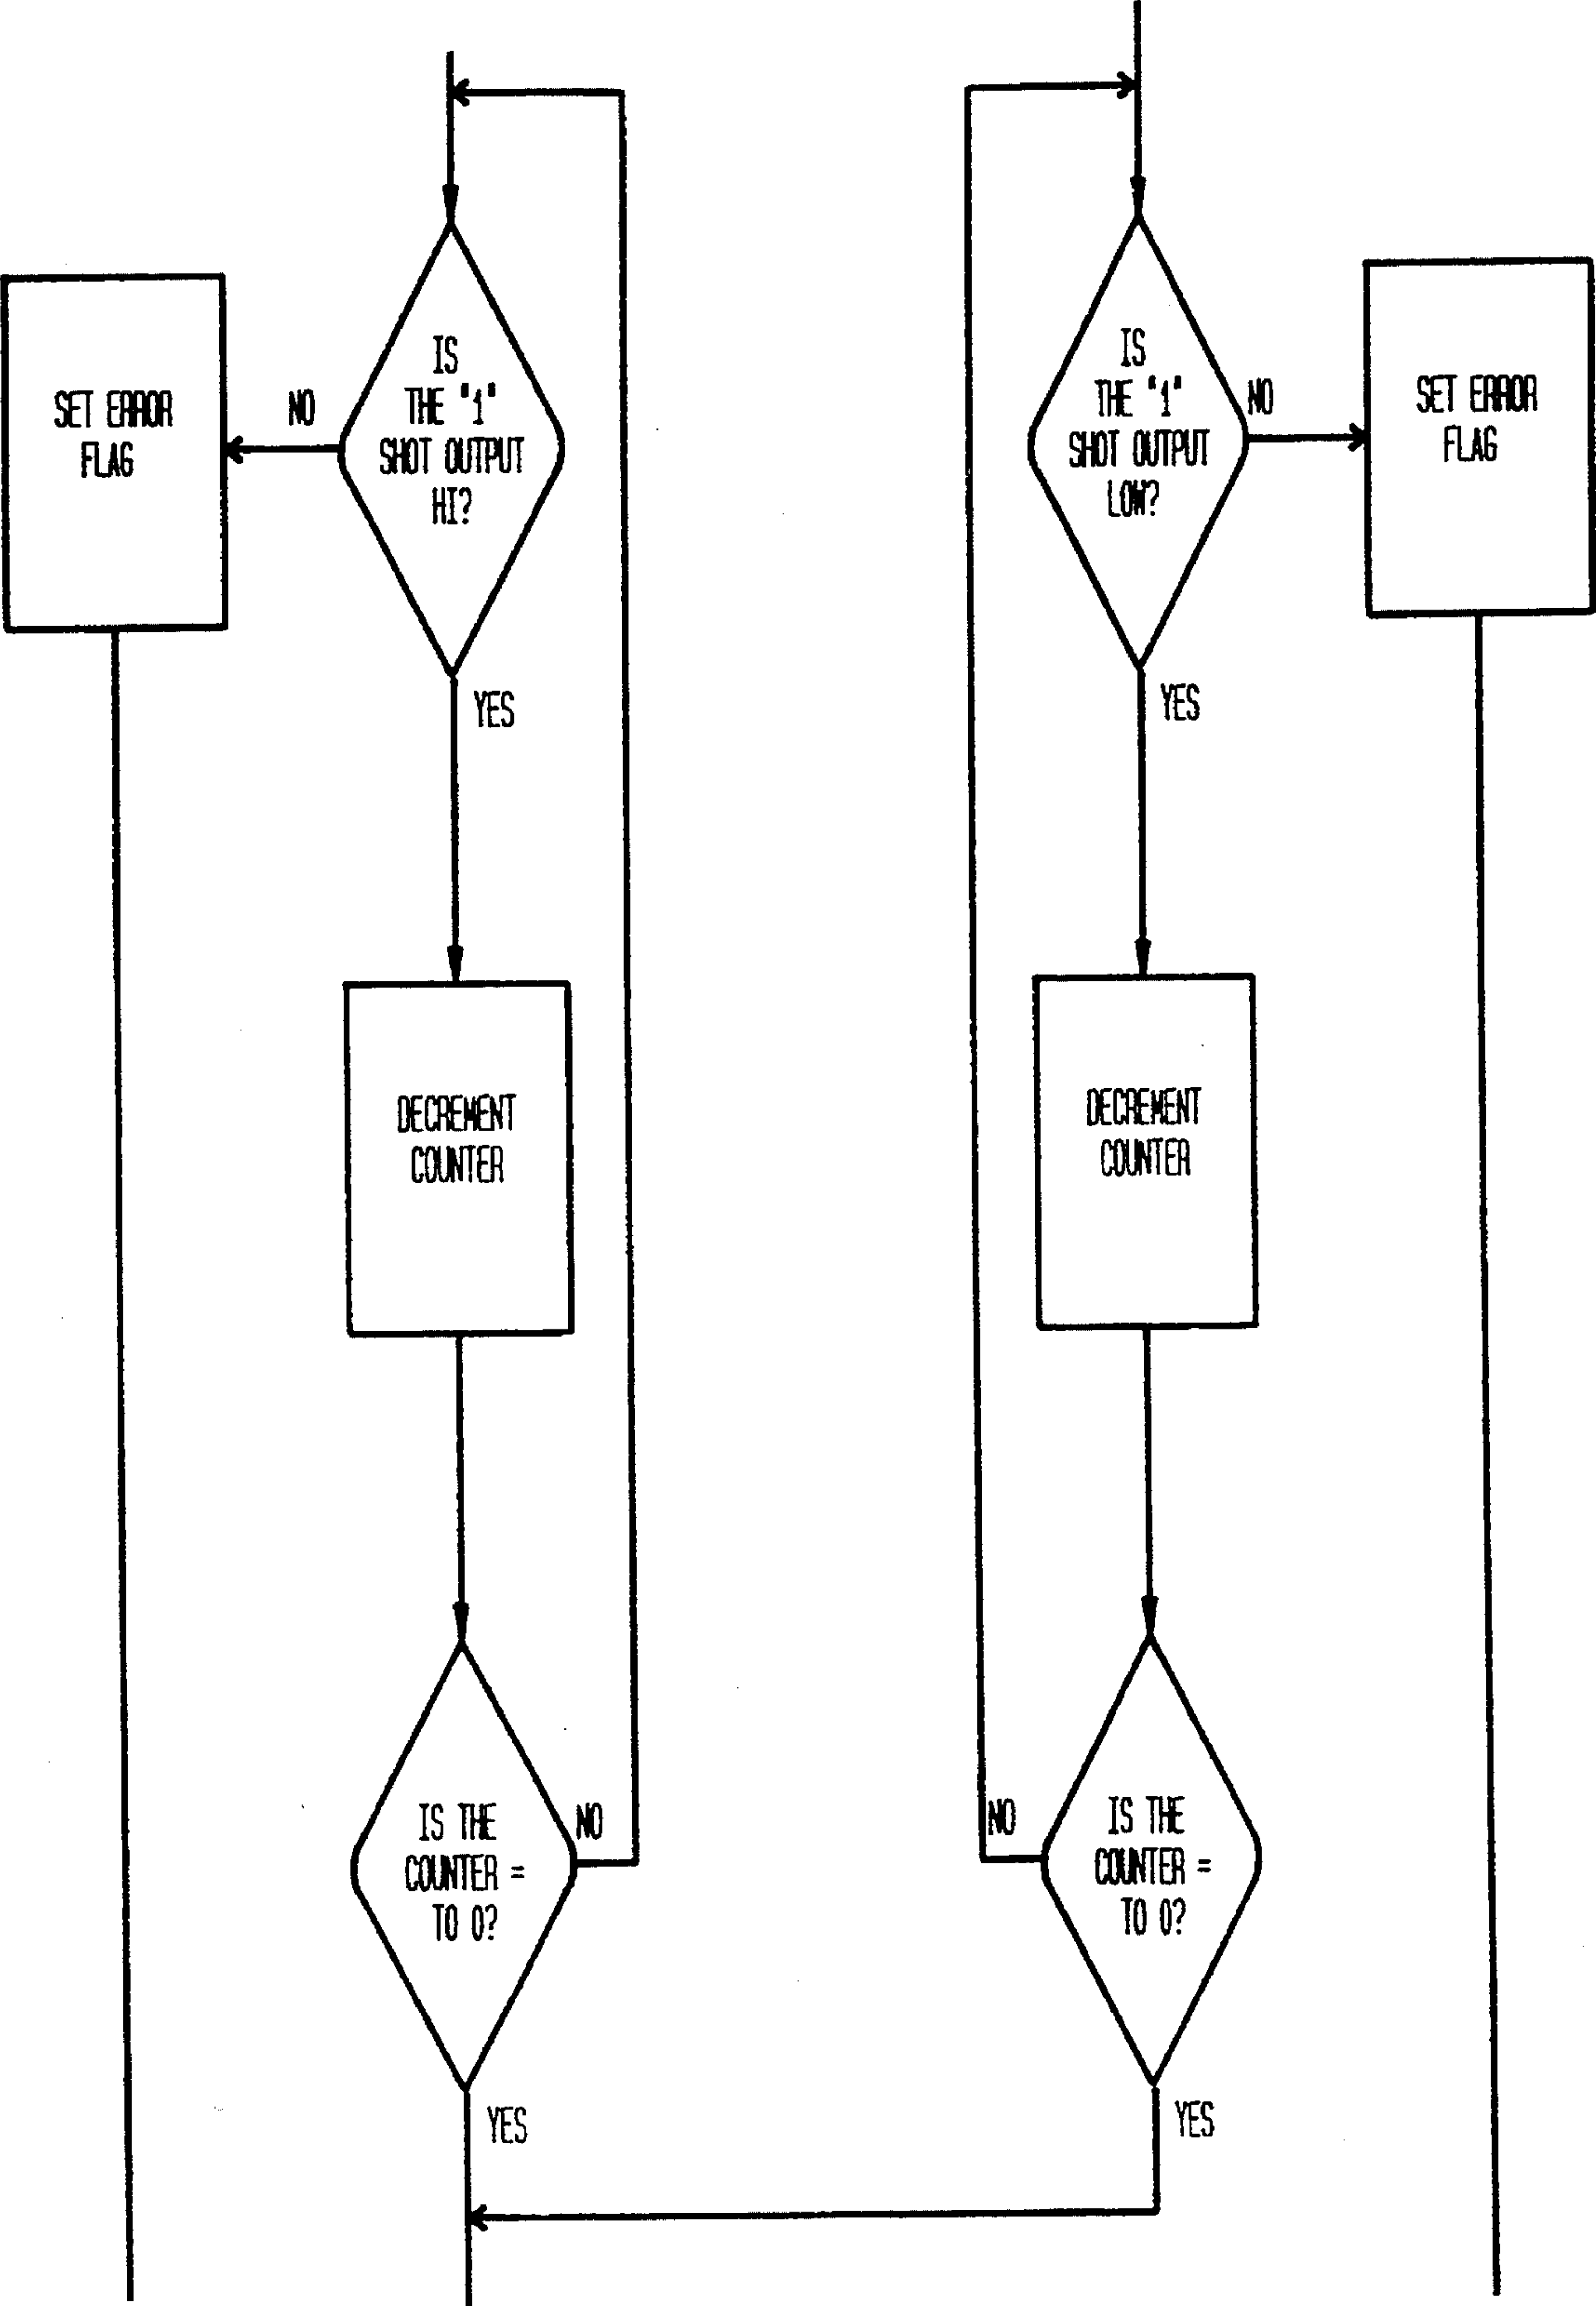 IS
THE "1"
SHOT OUTPUT
HI?
NO
SET ERROR
FLAG
YES
DECREMENT
COUNTER
IS THE
COUNTER =
TO 0?
NO
YES
IS
THE "1"
SHOT OUTPUT
LOW?
NO
SET ERROR
FLAG
YES
DECREMENT
COUNTER
IS THE
COUNTER =
TO 0?
NO
YES